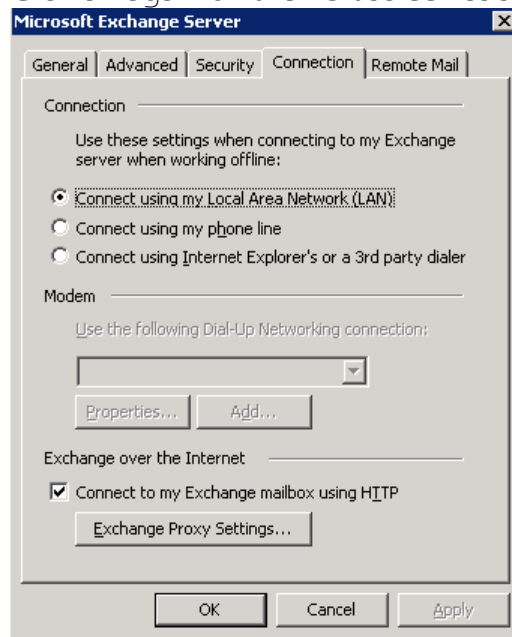 Microsoft Exchange Server
General Advanced Security Connection Remote Mail
Connection
Use these settings when connecting to my Exchange
server when working offline:
Connect using my Local Area Network (LAN)
Connect using my phone line
Connect using Internet Explorer's or a 3rd party dialer
Modem
Use the following Dial-Up Networking connection:
Properties... Add...
Exchange over the Internet
Connect to my Exchange mailbox using HTTP
Exchange Proxy Settings...
OK Cancel Apply